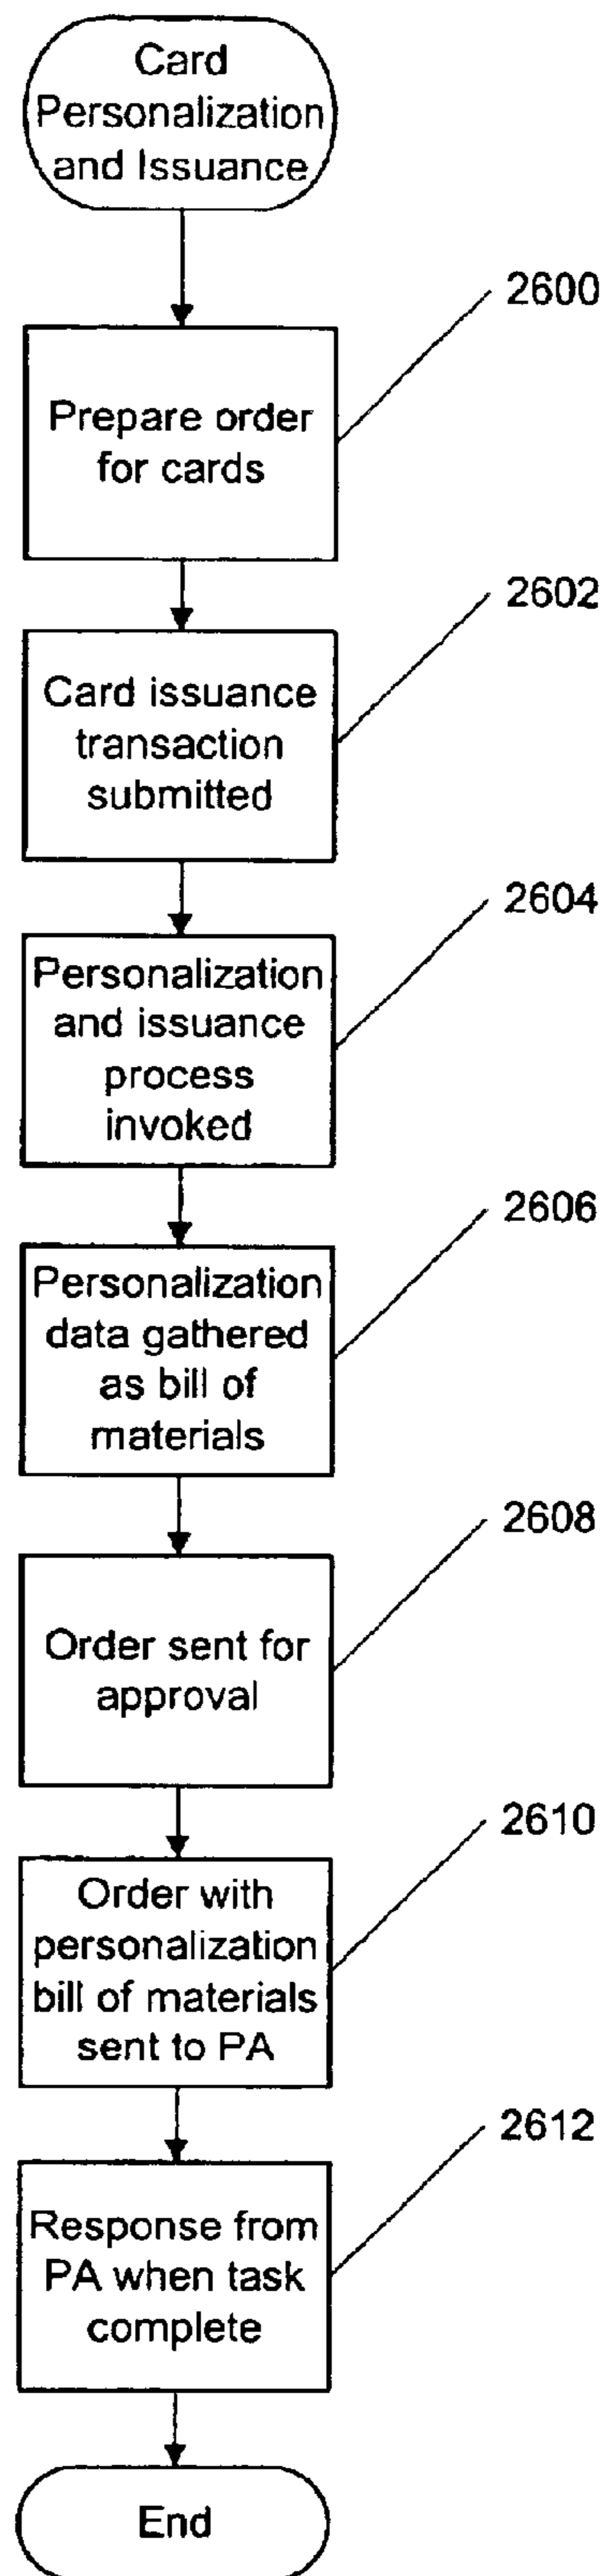 Card
Personalization
and Issuance
2600
Prepare order
for cards
2602
Card issuance
transaction
submitted
2604
Personalization
and issuance
process
invoked
2606
Personalization
data gathered
as bill of
materials
2608
Order sent for
approval
2610
Order with
personalization
bill of materials
sent to PA
2612
Response from
PA when task
complete
End